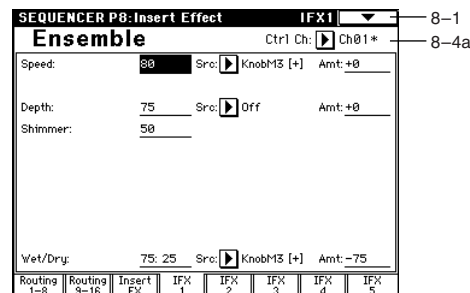 SEQUENCER P8:Insert Effect IFX1 8–1
Ensemble Ctrl Ch: Ch01* 8–4a
Speed: 80 Src: KnobM3 [+] Amt: +0
Depth: 75 Src: Off Amt: +0
Shimmer: 50
Wet/Dry: 75: 25 Src: KnobM3 [+] Amt: -75
Routing 1-8 Routing 9-16 Insert FX IFX 1 IFX 2 IFX 3 IFX 4 IFX 5